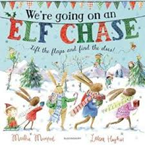 We're going on an
ELF CHASE
Lift the flaps and find the elves!
Martha Mumford
Laura Hughes